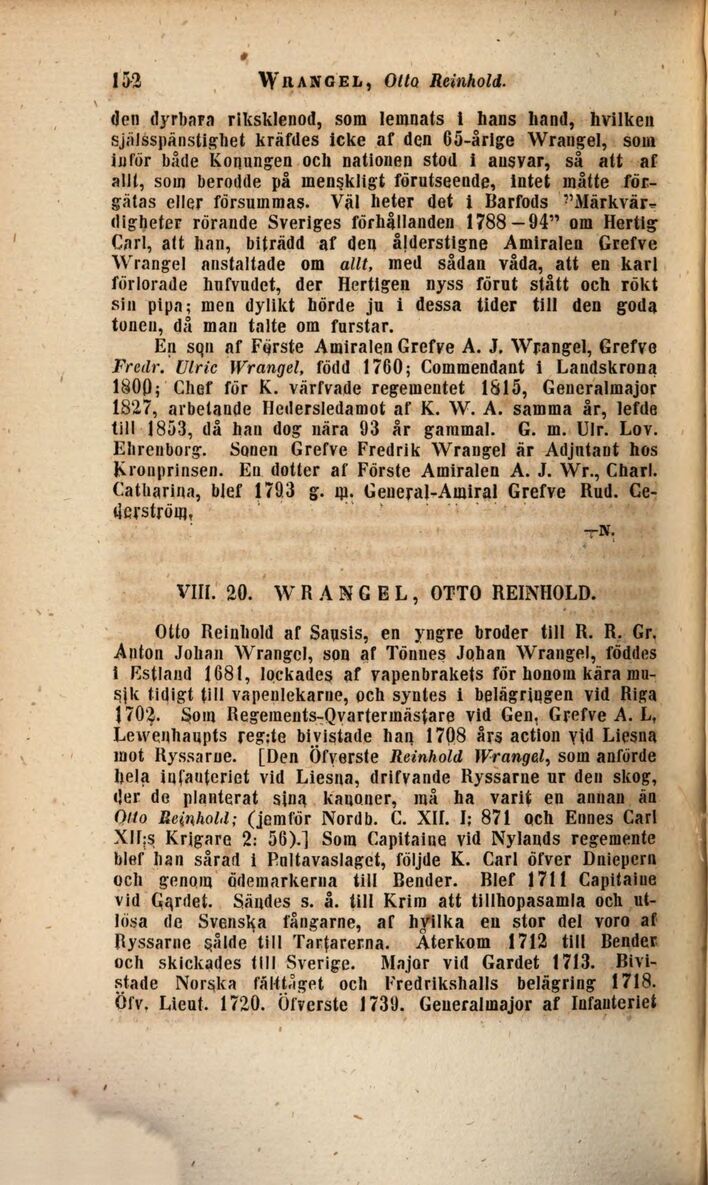 152 WRANGEL, Otto Reinhold.
den dyrbara riksklenod, som lemnats i hans hand, hvilken
själsspänstighet kräfdes icke af den 65-årige Wrangel, som
inför både Konungen och nationen stod i ansvar, så att af
allt, som berodde på menskligt förutseende, intet måtte för-
gätas eller försummas. Väl heter det i Barfods ”Märkvär-
digheter rörande Sveriges förhållanden 1788—94” om Hertig
Carl, att han, biträdd af den ålderstigne Amiralen Grefve
Wrangel anstaltade om allt, med sådan våda, att en karl
förlorade hufvudet, der Hertigen nyss förut stått och rökt
sin pipa; men dylikt hörde ju i dessa tider till den goda
tonen, då man talte om furstar.
En son af Förste Amiralen Grefve A. J. Wrangel, Grefve
Fredr. Ulric Wrangel, född 1760; Commendant i Landskrona
1800; Chef för K. värfvade regementet 1815, Generalmajor
1827, arbetande Hedersledamot af K. W. A. samma år, lefde
till 1853, då han dog nära 93 år gammal. G. m. Ulr. Lov.
Ehrenborg. Sonen Grefve Fredrik Wrangel är Adjutant hos
Kronprinsen. En dotter af Förste Amiralen A. J. Wr., Charl.
Catharina, blef 1793 g. m. General-Amiral Grefve Rud. Ce-
derström.
—N.
VIII. 20. WRANGEL, OTTO REINHOLD.
Otto Reinhold af Sausis, en yngre broder till R. R. Gr.
Anton Johan Wrangel, son af Tönnes Johan Wrangel, föddes
i Estland 1681, lockades af vapenbrakets för honom kära mu-
sik tidigt till vapenlekarne, och syntes i belägringen vid Riga
1702. Som Regements-Qvartermästare vid Gen. Grefve A. L.
Lewenhaupts reg:te bivistade han 1708 års action vid Liesna
mot Ryssarne. [Den Öfverste Reinhold Wrangel, som anförde
hela infanteriet vid Liesna, drifvande Ryssarne ur den skog,
der de planterat sina kanoner, må ha varit en annan än
Otto Reinhold; (jemför Nordb. C. XII. I; 871 och Ennes Carl
XII:s Krigare 2: 56).] Som Capitaine vid Nylands regemente
blef han sårad i Pultavaslaget, följde K. Carl öfver Dniepern
och genom ödemarkerna till Bender. Blef 1711 Capitaine
vid Gardet. Sändes s. å. till Krim att tillhopasamla och ut-
lösa de Svenska fångarne, af hvilka en stor del voro af
Ryssarne sålde till Tartarerna. Återkom 1712 till Bender
och skickades till Sverige. Major vid Gardet 1713. Bivi-
stade Norska fälttåget och Fredrikshalls belägring 1718.
Öfv. Lieut. 1720. Öfverste 1739. Generalmajor af Infanteriet